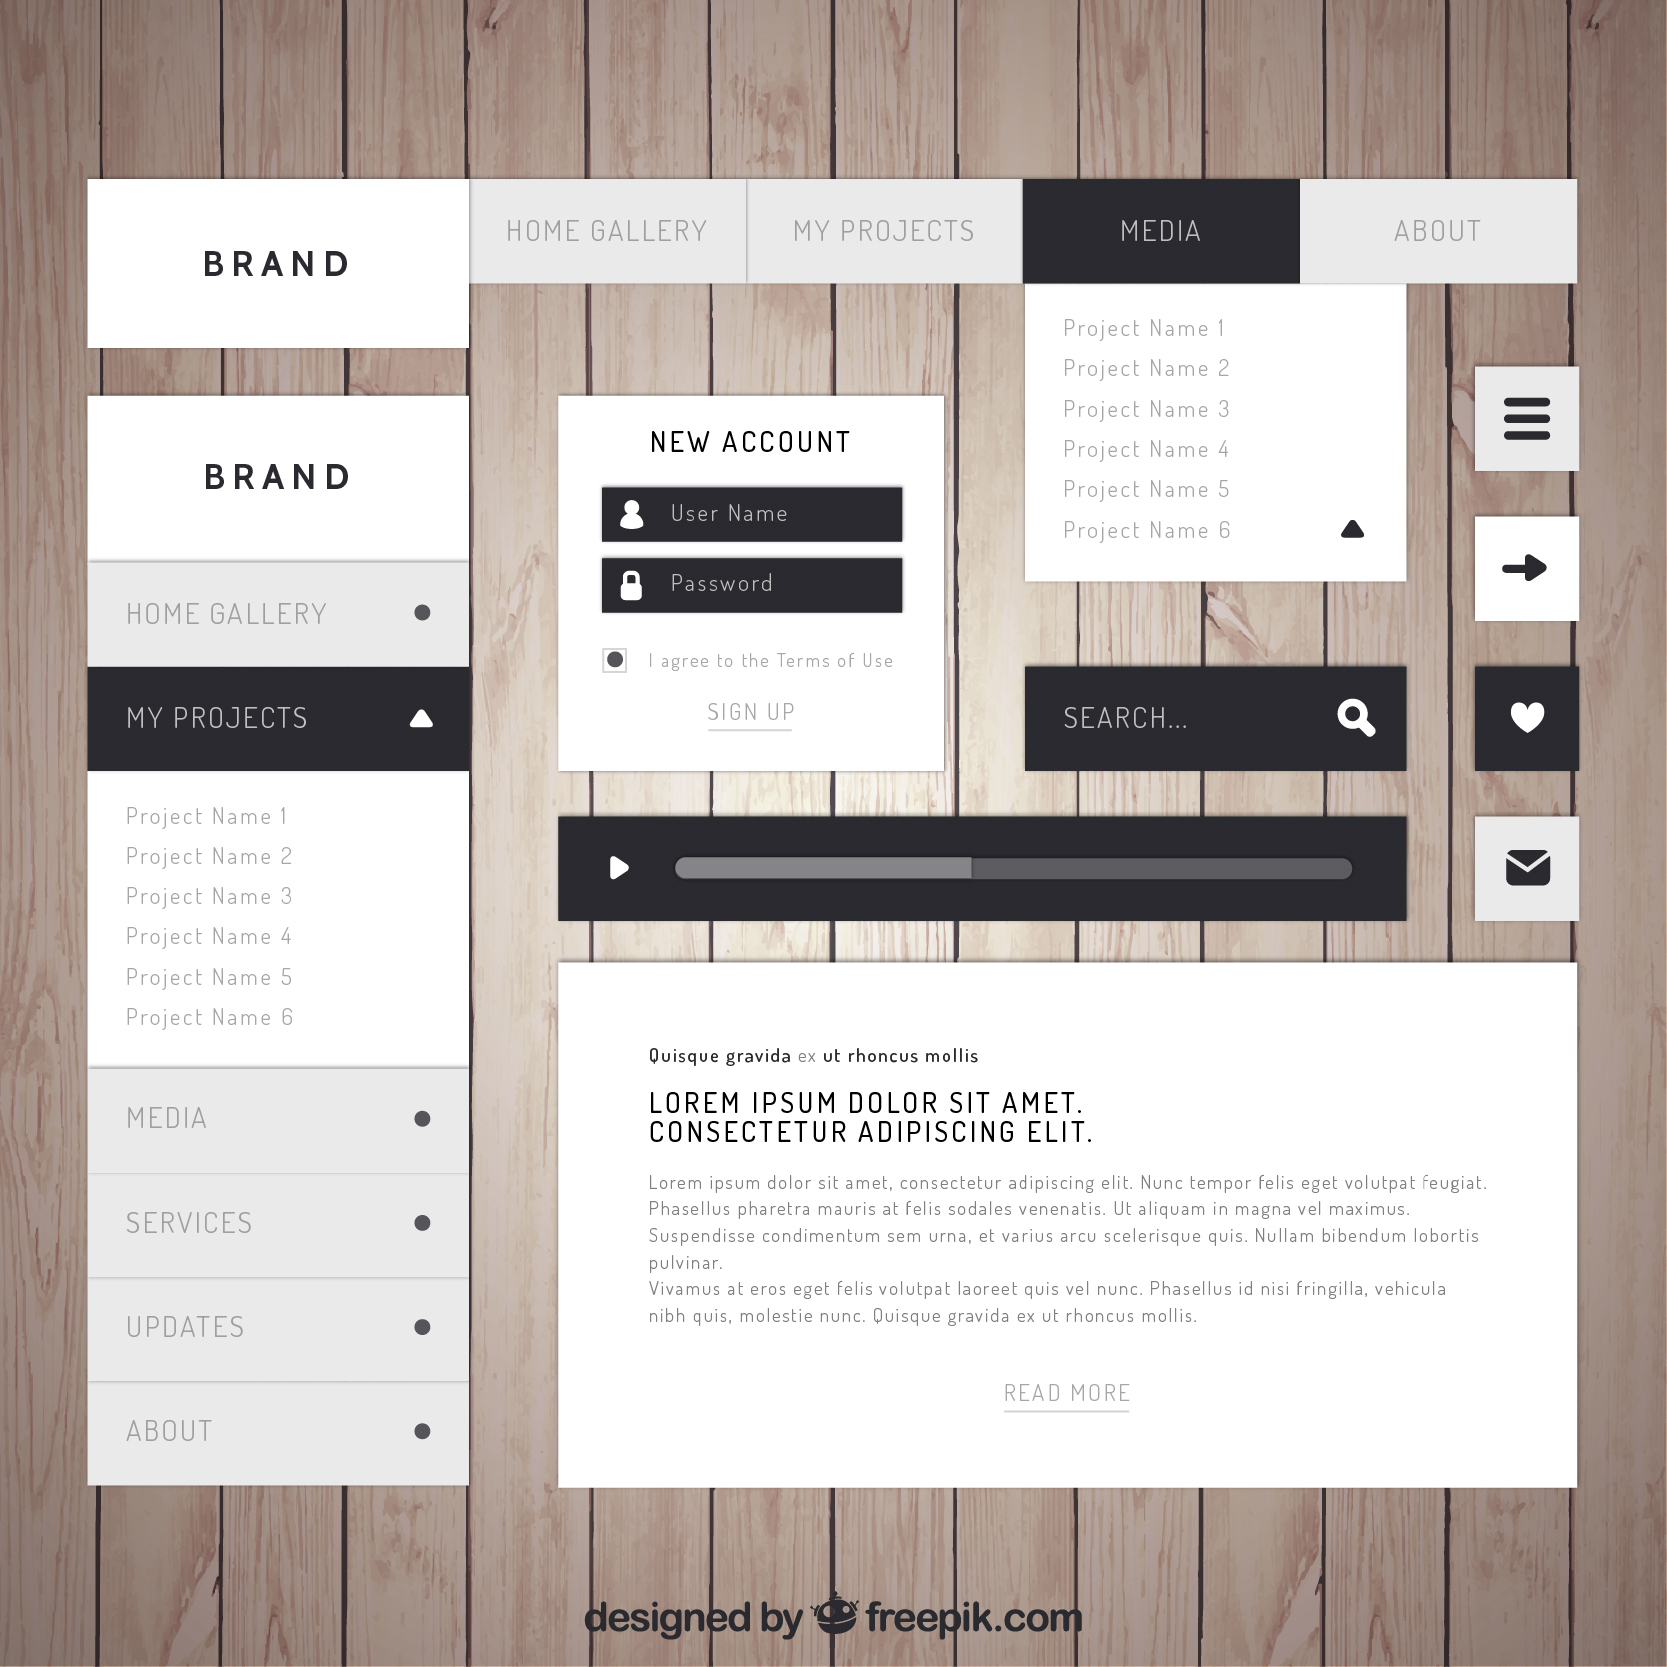 BRAND
HOME GALLERY
MY PROJECTS
MEDIA
ABOUT
Project Name 1
Project Name 2
Project Name 3
Project Name 4
Project Name 5
Project Name 6
BRAND
HOME GALLERY
MY PROJECTS
Project Name 1
Project Name 2
Project Name 3
Project Name 4
Project Name 5
Project Name 6
MEDIA
SERVICES
UPDATES
ABOUT
NEW ACCOUNT
User Name
Password
I agree to the Terms of Use
SIGN UP
SEARCH...
Quisque gravida ex ut rhoncus mollis
LOREM IPSUM DOLOR SIT AMET.
CONSECTETUR ADIPISCING ELIT.
Lorem ipsum dolor sit amet, consectetur adipiscing elit. Nunc tempor felis eget volutpat feugiat.
Phasellus pharetra mauris at felis sodales venenatis. Ut aliquam in magna vel maximus.
Suspendisse condimentum sem urna, et varius arcu scelerisque quis. Nullam bibendum lobortis
pulvinar.
Vivamus at eros eget felis volutpat laoreet quis vel nunc. Phasellus id nisi fringilla, vehicula
nibh quis, molestie nunc. Quisque gravida ex ut rhoncus mollis.
READ MORE
designed by freepik.com